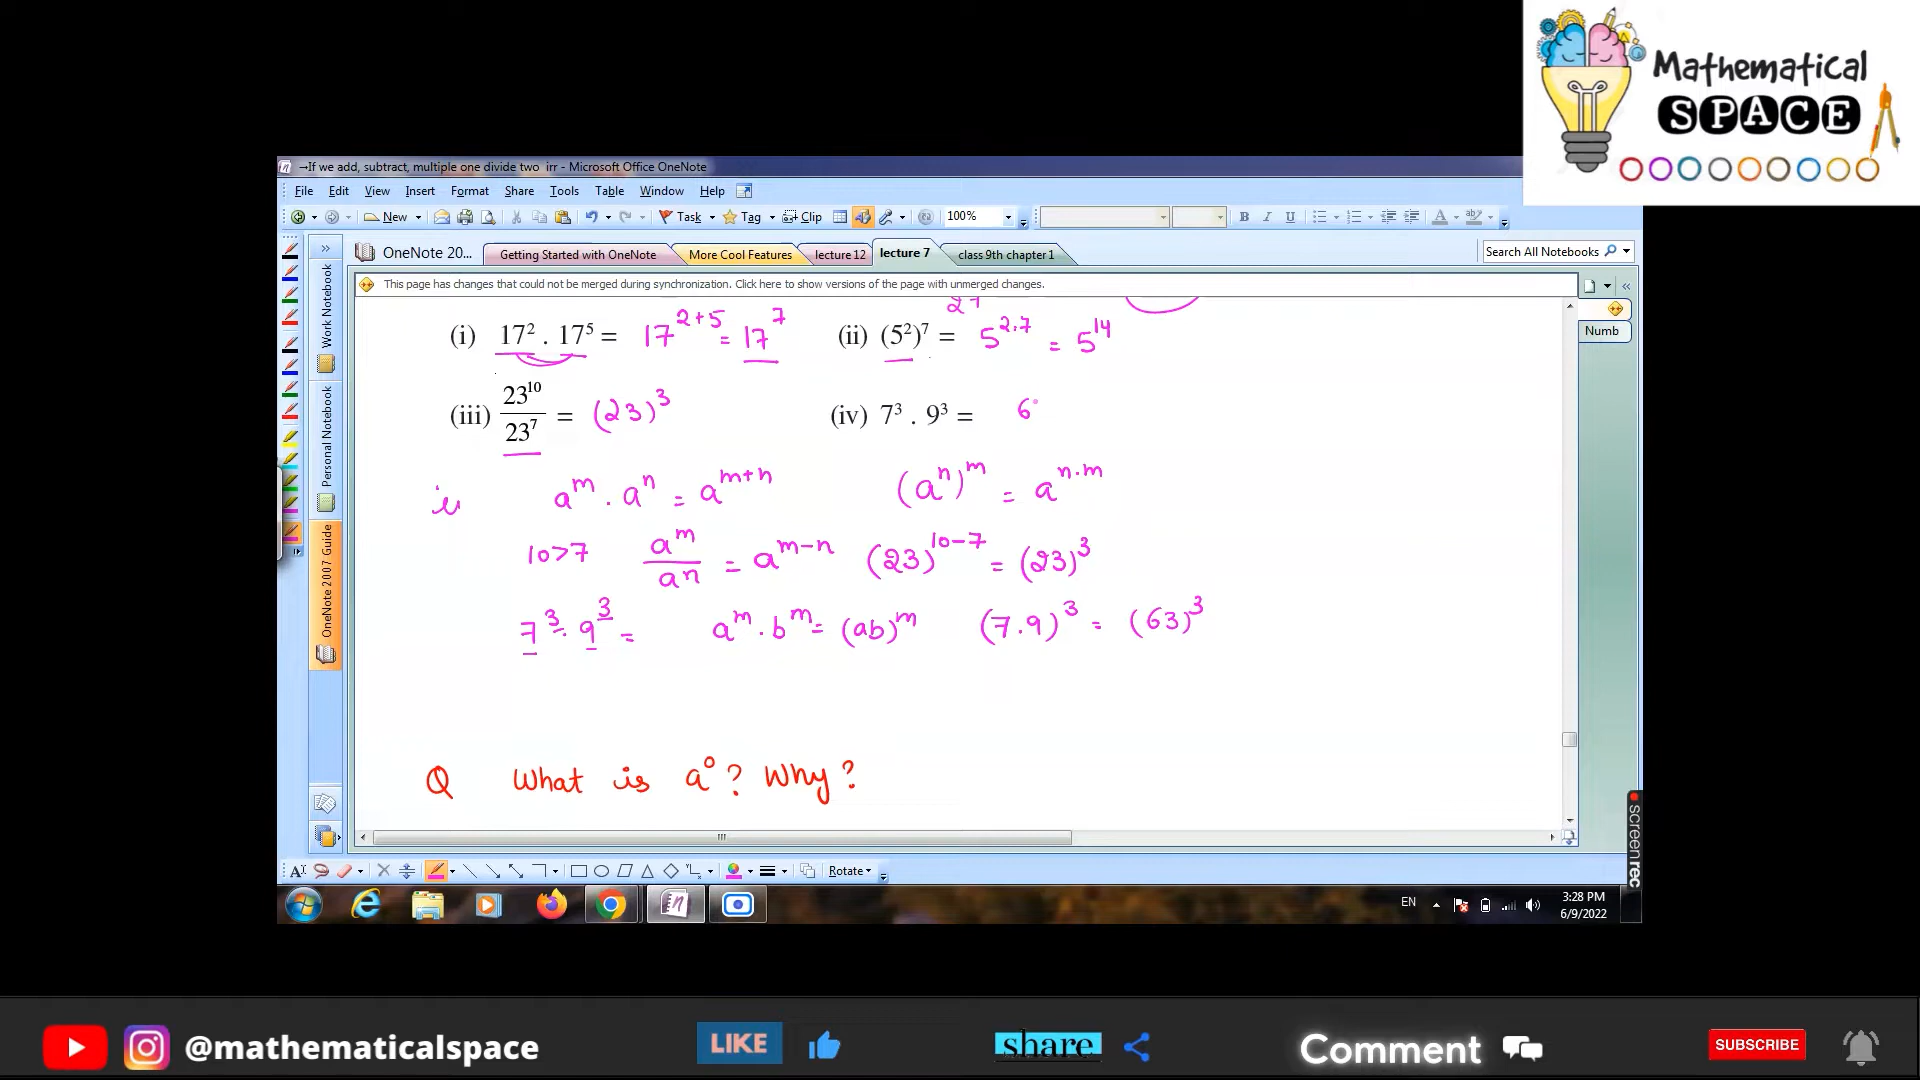 Mathematical
SPACE
→If we add, subtract, multiple one divide two irr - Microsoft Office OneNote
File Edit View Insert Format Share Tools Table Window Help
New Task Tag Clip 100% B I U A ab
OneNote 20... Getting Started with OneNote More Cool Features lecture 12 lecture 7 class 9th chapter 1 Search All Notebooks
This page has changes that could not be merged during synchronization. Click here to show versions of the page with unmerged changes.
Numb
Work Notebook
Personal Notebook
OneNote 2007 Guide
27
(i) 17² . 17⁵ = 17²⁺⁵ = 17⁷ (ii) (5²)⁷ = 5^{2.7} = 5¹⁴
(iii) 23¹⁰/23⁷ = (23)³ (iv) 7³ . 9³ = 6
ie a^m . a^n = a^{m+n} (a^n)^m = a^{n.m}
10>7 a^m/a^n = a^{m-n} (23)^{10-7} = (23)³
7³. 9³ = a^m . b^m = (ab)^m (7.9)³ = (63)³
Q What is a⁰? Why?
Rotate
EN 3:28 PM
6/9/2022
screenrec
@mathematicalspace LIKE share Comment SUBSCRIBE